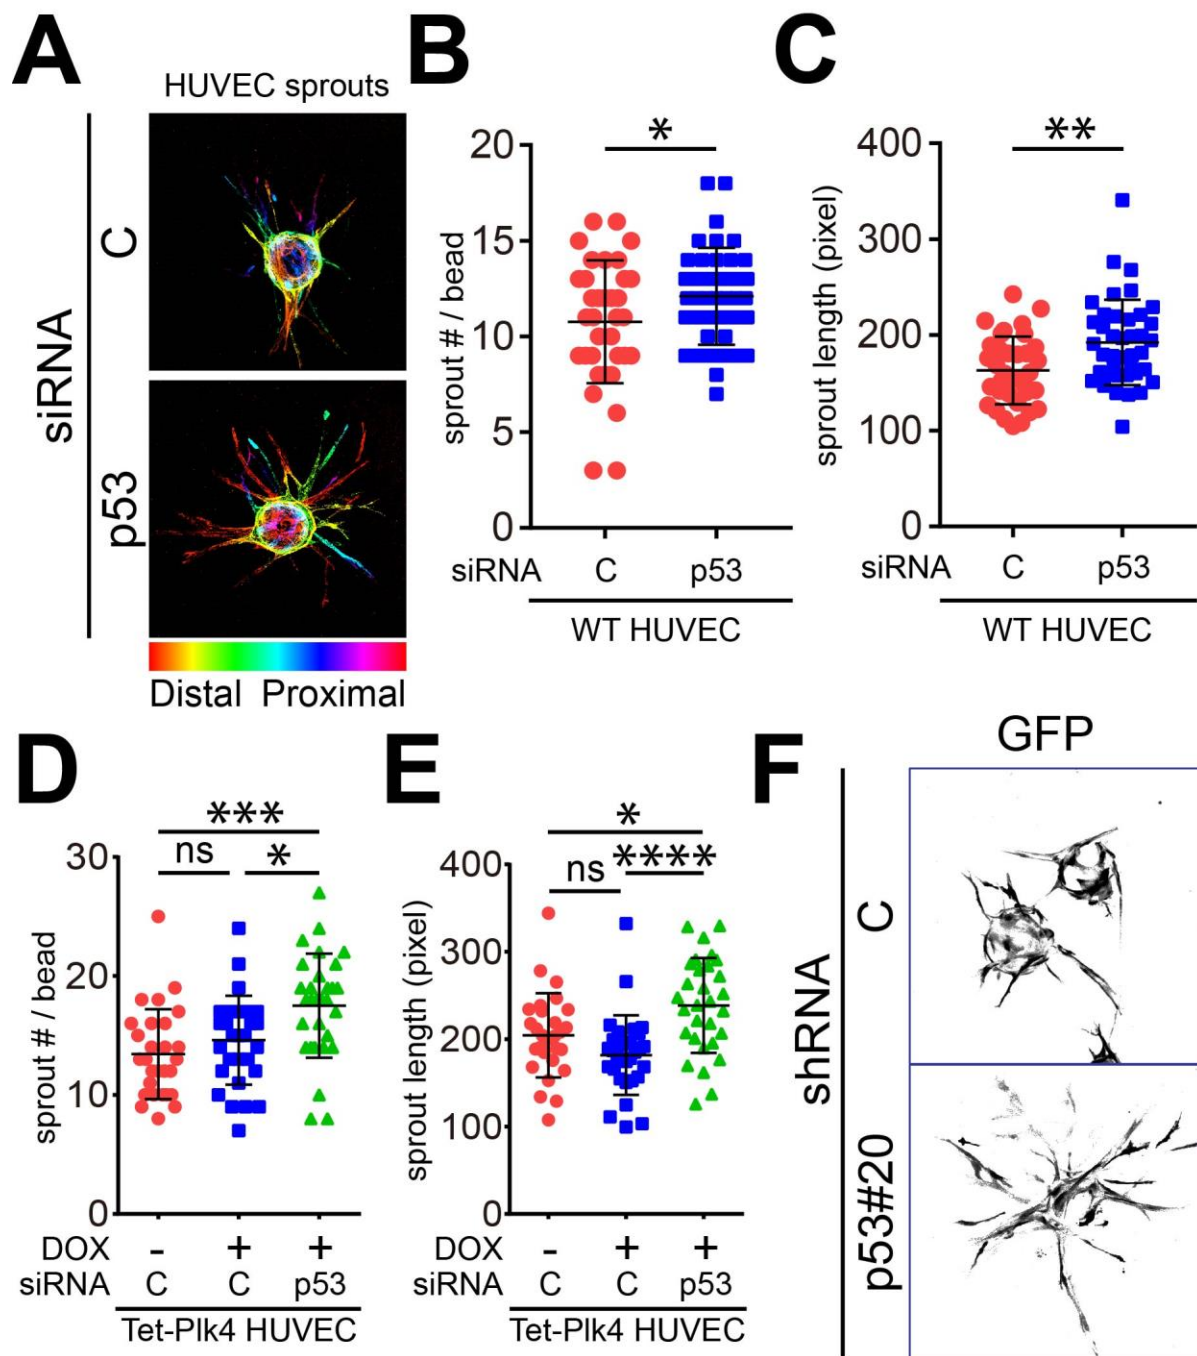 A
HUVEC sprouts
siRNA
C
p53
Distal Proximal
B
*
sprout # / bead
20
15
10
5
0
siRNA C p53
WT HUVEC
C
**
sprout length (pixel)
400
300
200
100
0
siRNA C p53
WT HUVEC
D
***
ns *
sprout # / bead
30
20
10
0
DOX - + +
siRNA C C p53
Tet-Plk4 HUVEC
E
*
ns ****
sprout length (pixel)
400
300
200
100
0
DOX - + +
siRNA C C p53
Tet-Plk4 HUVEC
F
GFP
shRNA
C
p53#20